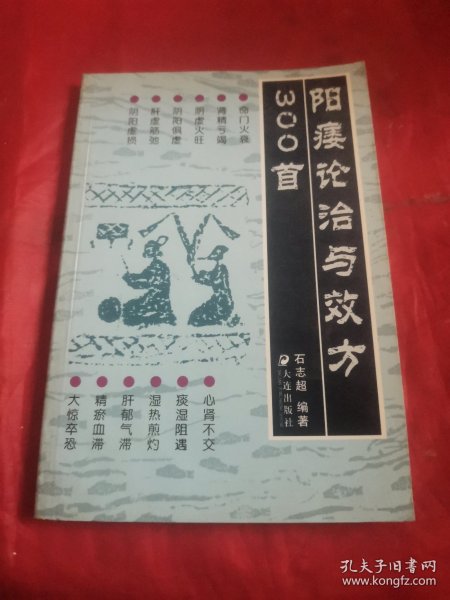 阳痿论治与效方
300首
石志超 编著
大连出版社
命门火衰
肾精亏竭
阴虚火旺
阴阳俱虚
肝虚筋弛
阴阳虚损
心肾不交
痰湿阻遏
湿热煎灼
肝郁气滞
精瘀血滞
大惊卒恐
孔夫子旧书网
www.kongfz.com